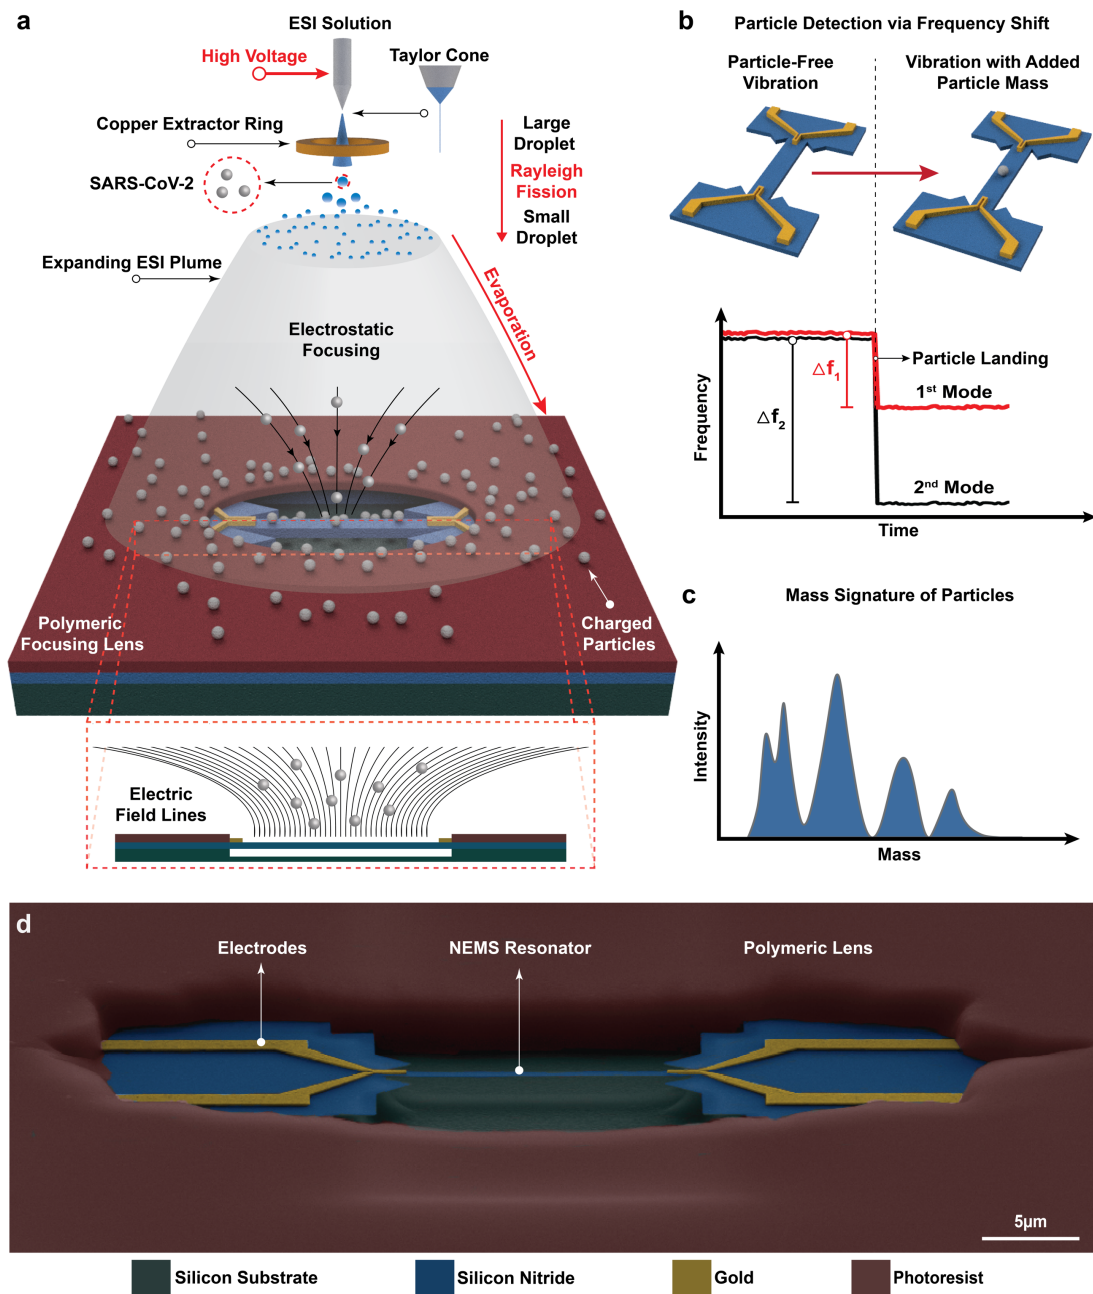 a
ESI Solution
High Voltage
Taylor Cone
Copper Extractor Ring
SARS-CoV-2
Large
Droplet
Rayleigh
Fission
Small
Droplet
Expanding ESI Plume
Evaporation
Electrostatic
Focusing
Polymeric
Focusing Lens
Charged
Particles
Electric
Field Lines
b
Particle Detection via Frequency Shift
Particle-Free
Vibration
Vibration with Added
Particle Mass
Frequency
△f₁
△f₂
Particle Landing
1ˢᵗ Mode
2ⁿᵈ Mode
Time
c
Mass Signature of Particles
Intensity
Mass
d
Electrodes
NEMS Resonator
Polymeric Lens
5μm
Silicon Substrate
Silicon Nitride
Gold
Photoresist